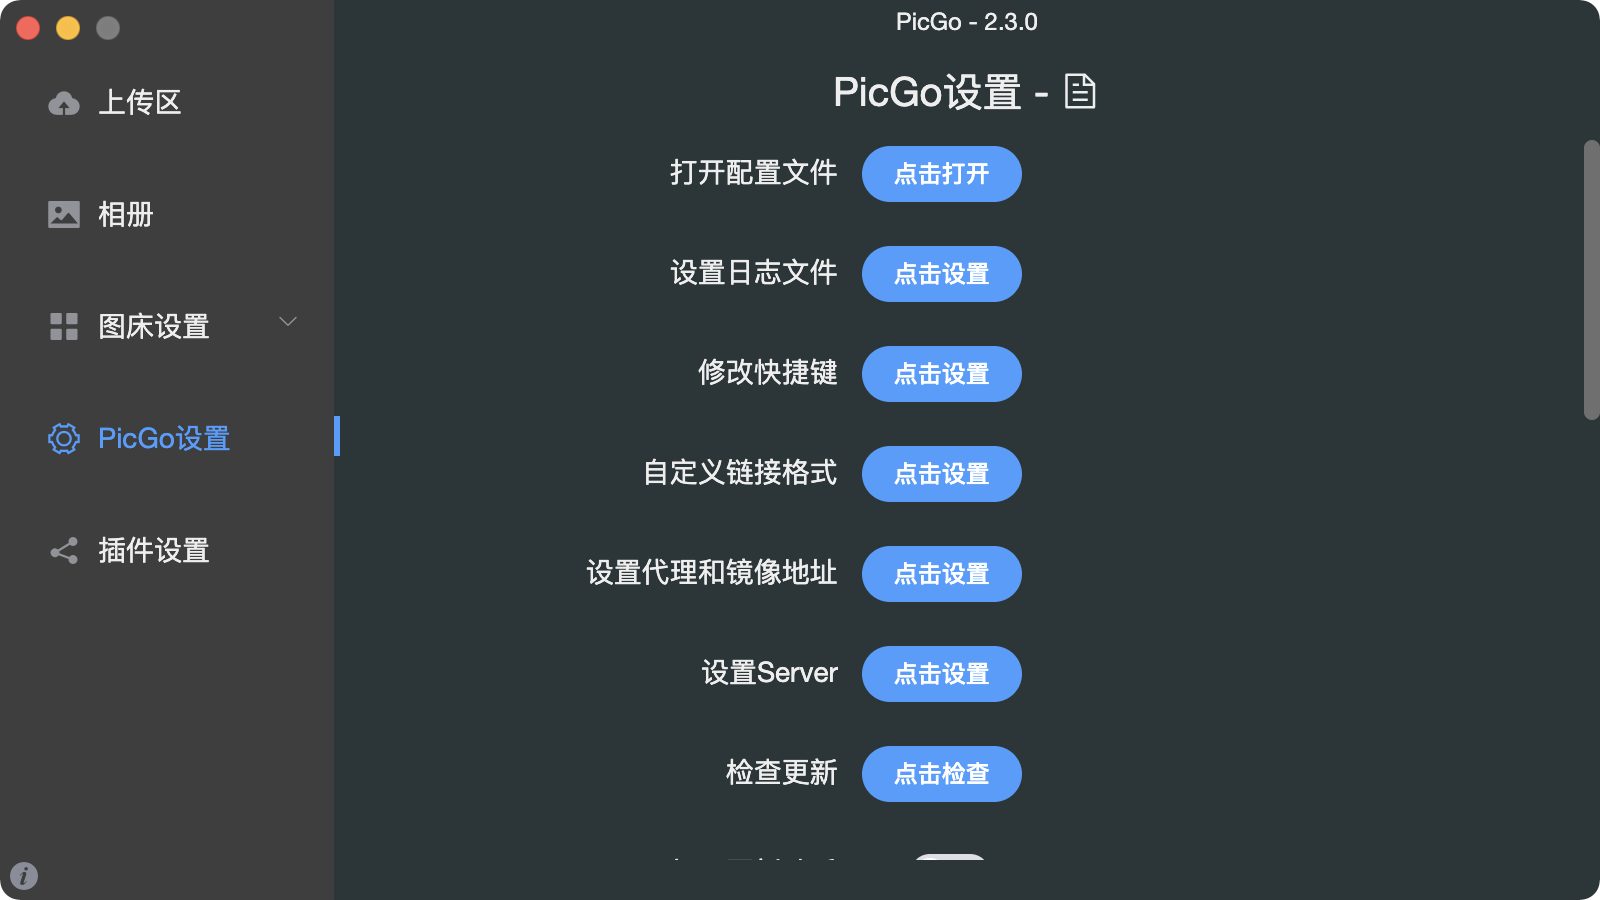 PicGo - 2.3.0
上传区
相册
图床设置
PicGo设置
插件设置
PicGo设置 -
打开配置文件 点击打开
设置日志文件 点击设置
修改快捷键 点击设置
自定义链接格式 点击设置
设置代理和镜像地址 点击设置
设置Server 点击设置
检查更新 点击检查